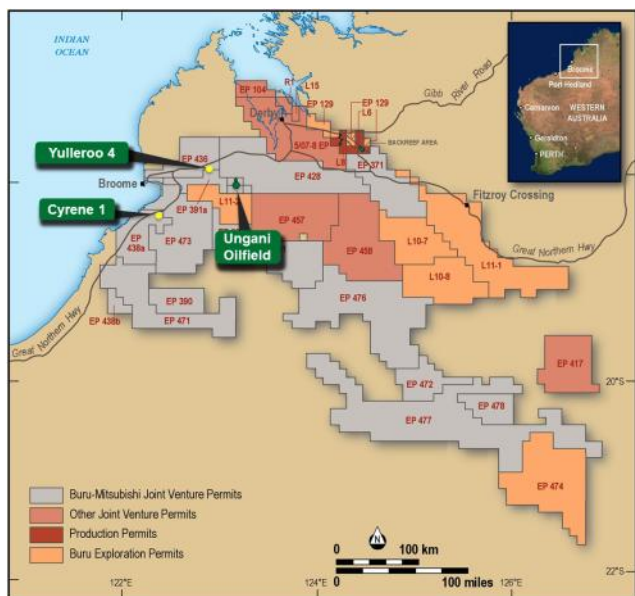 INDIAN
OCEAN
EP 104
R1
L15
EP 129
EP 129
L6
Gibb River Road
Derby
BACKREEF AREA
5/07-8 EP
L8
EP 371
Yulleroo 4
EP 436
EP 428
Broome
Fitzroy Crossing
Cyrene 1
EP 391a
L11-2
Ungani
Oilfield
EP 457
EP
438a
EP 473
EP 458
L10-7
L10-8
L11-1
Great Northern Hwy
EP 390
EP 471
EP 438b
EP 476
Great Northern Hwy
EP 417
20°S
EP 472
EP 478
EP 477
EP 474
Buru-Mitsubishi Joint Venture Permits
Other Joint Venture Permits
Production Permits
Buru Exploration Permits
N
0 100 km
0 100 miles
22°S
122°E
124°E
126°E
Broome
Port Hedland
Carnarvon
WESTERN
AUSTRALIA
Geraldton
PERTH